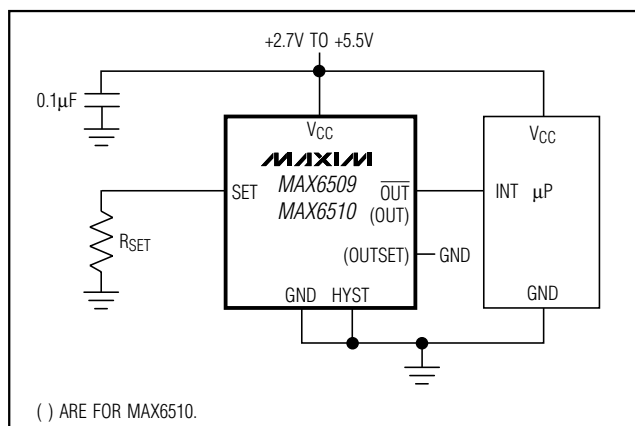 +2.7V TO +5.5V
0.1μF
VCC
VCC
MAXIM
SET
MAX6509
OUT
INT μP
MAX6510
(OUT)
RSET
(OUTSET)
GND
GND HYST
GND
( ) ARE FOR MAX6510.